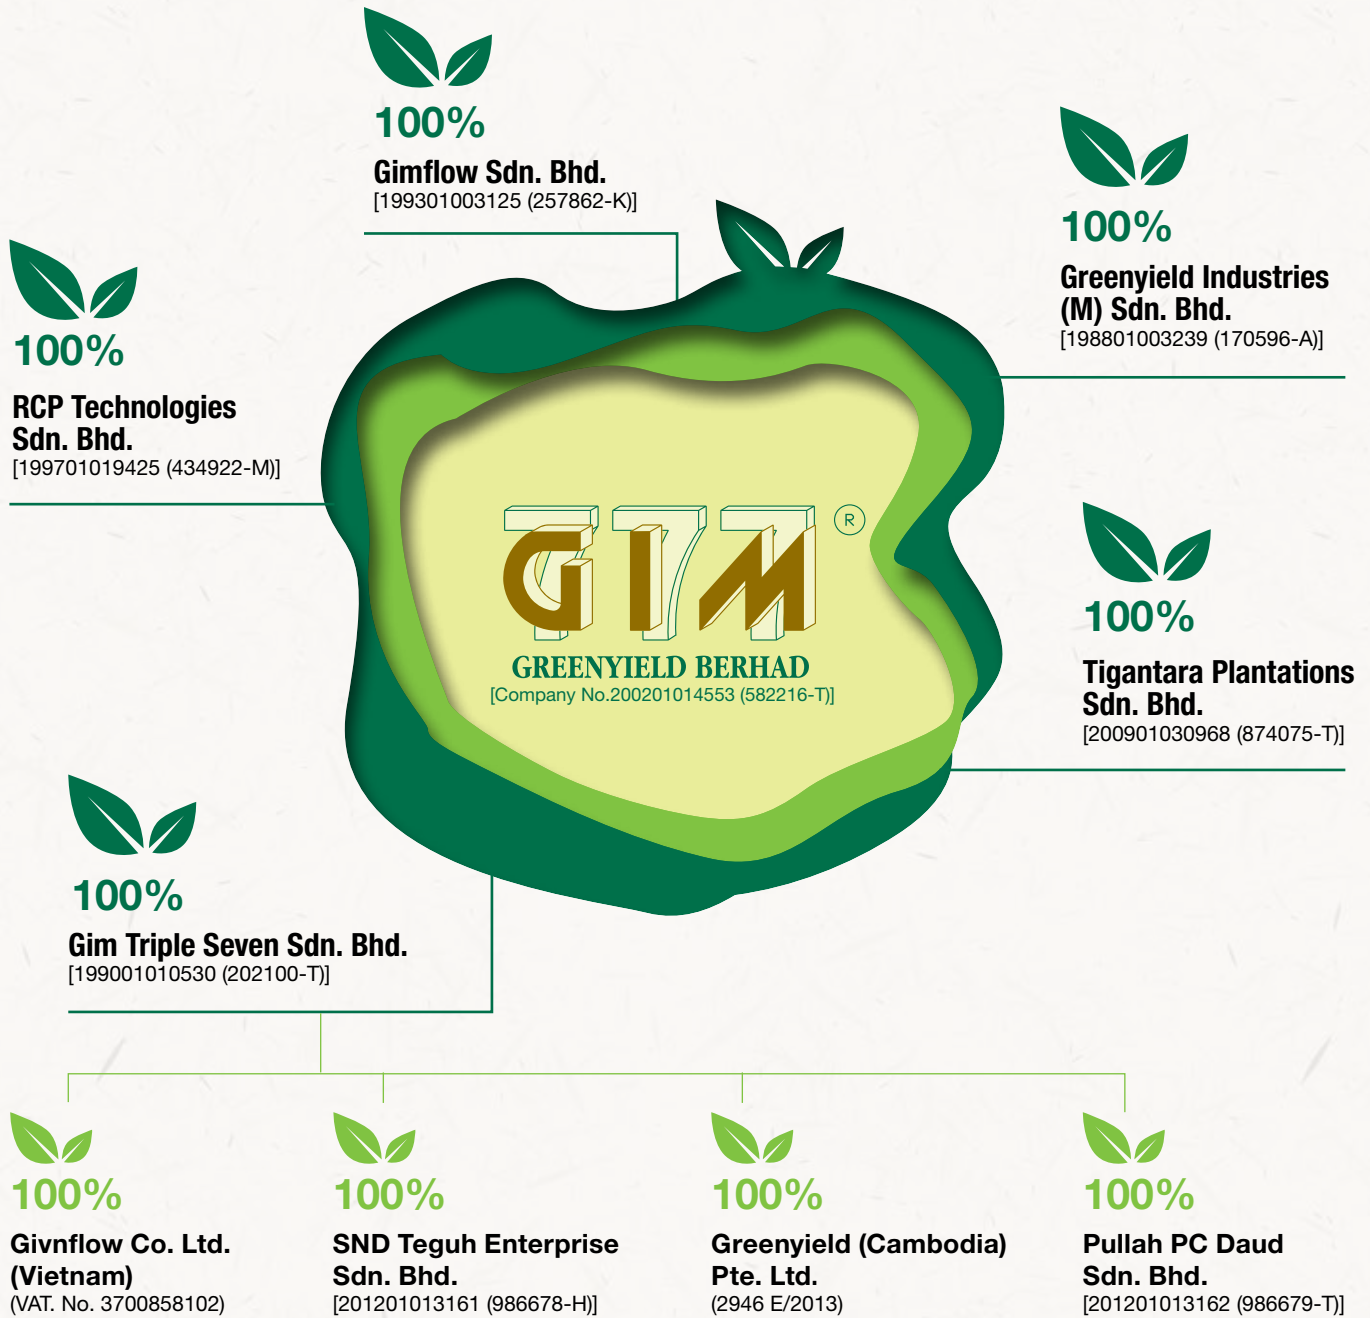 100%
Gimflow Sdn. Bhd.
[199301003125 (257862-K)]
100%
Greenyield Industries
(M) Sdn. Bhd.
[198801003239 (170596-A)]
100%
RCP Technologies
Sdn. Bhd.
[199701019425 (434922-M)]
777
GIM
®
GREENYIELD BERHAD
[Company No.200201014553 (582216-T)]
100%
Tigantara Plantations
Sdn. Bhd.
[200901030968 (874075-T)]
100%
Gim Triple Seven Sdn. Bhd.
[199001010530 (202100-T)]
100%
Givnflow Co. Ltd.
(Vietnam)
(VAT. No. 3700858102)
100%
SND Teguh Enterprise
Sdn. Bhd.
[201201013161 (986678-H)]
100%
Greenyield (Cambodia)
Pte. Ltd.
(2946 E/2013)
100%
Pullah PC Daud
Sdn. Bhd.
[201201013162 (986679-T)]